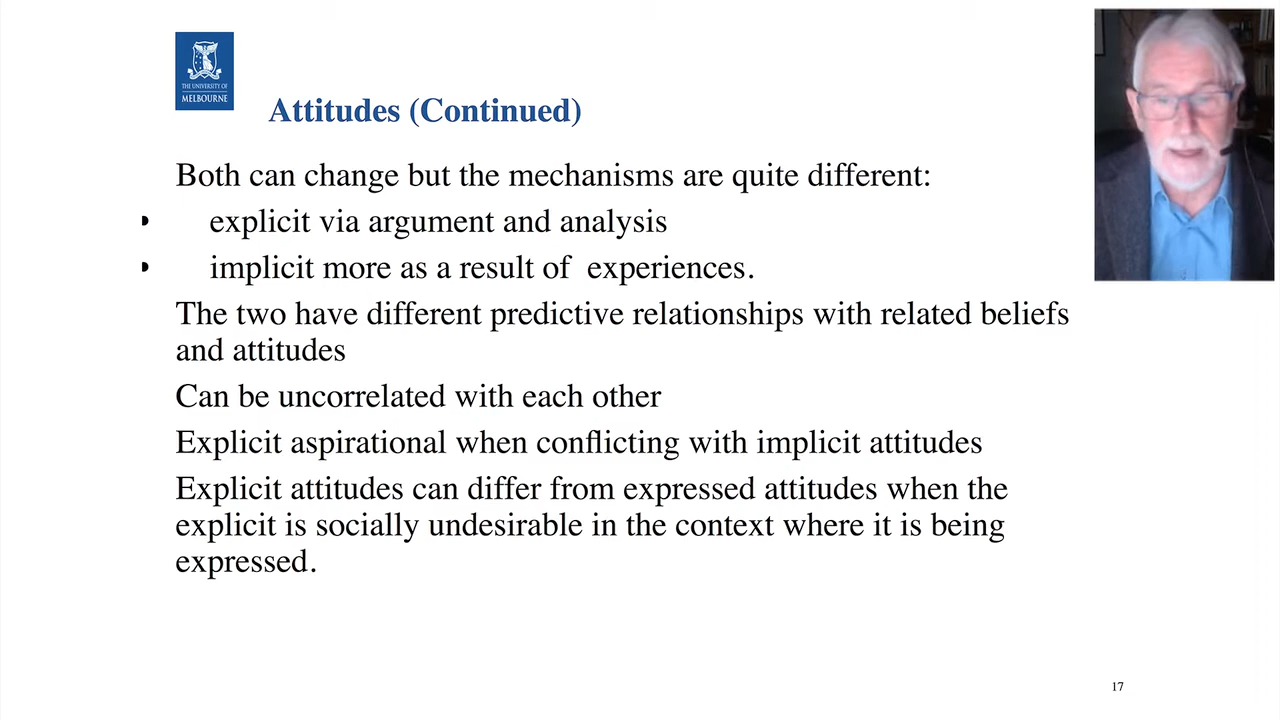 THE UNIVERSITY OF
MELBOURNE
Attitudes (Continued)
Both can change but the mechanisms are quite different:
• explicit via argument and analysis
• implicit more as a result of experiences.
The two have different predictive relationships with related beliefs
and attitudes
Can be uncorrelated with each other
Explicit aspirational when conflicting with implicit attitudes
Explicit attitudes can differ from expressed attitudes when the
explicit is socially undesirable in the context where it is being
expressed.
17